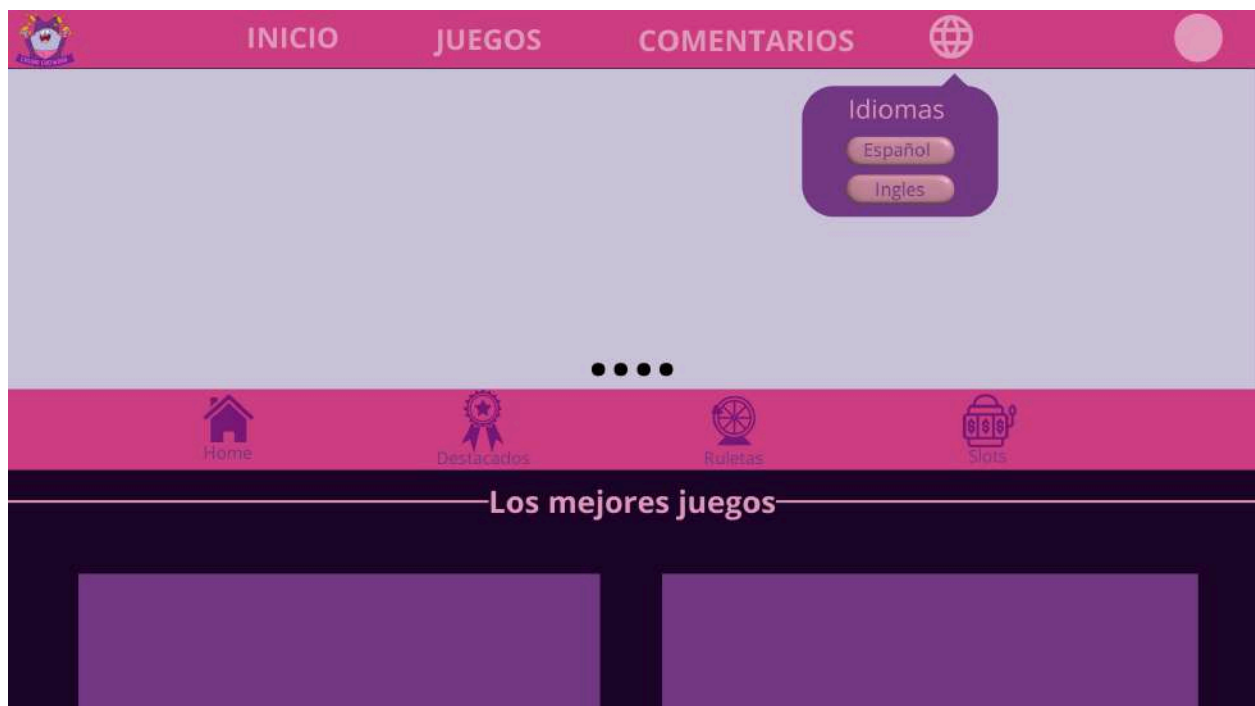 INICIO JUEGOS COMENTARIOS
Idiomas
Español
Ingles
Home Destacados Ruletas Slots
Los mejores juegos